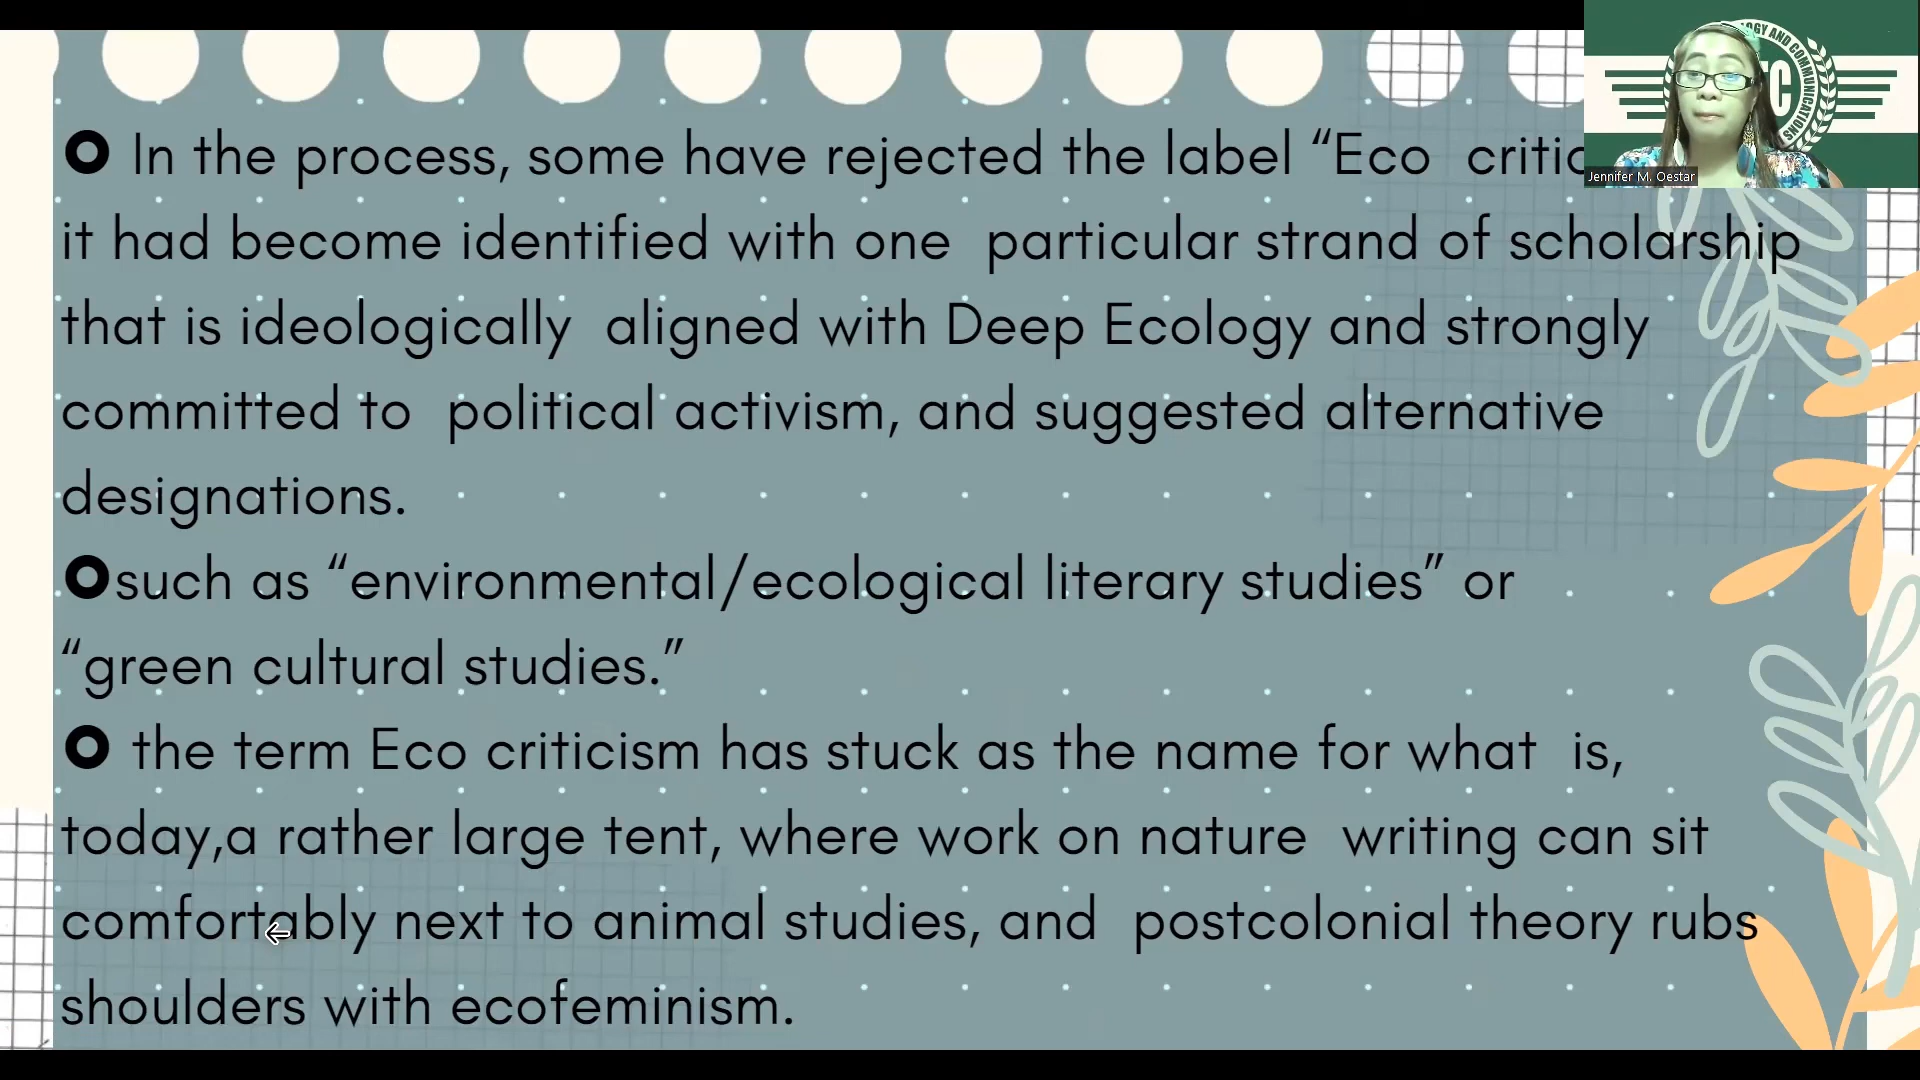 In the process, some have rejected the label “Eco
it had become identified with one particular strand of scholarship
that is ideologically aligned with Deep Ecology and strongly
committed to political activism, and suggested alternative
designations.
such as “environmental/ecological literary studies” or
“green cultural studies.”
the term Eco criticism has stuck as the name for what is,
today,a rather large tent, where work on nature writing can sit
comfortably next to animal studies, and postcolonial theory rubs
shoulders with ecofeminism.
AND COMMUNICATIONS
Jennifer M. Oestar